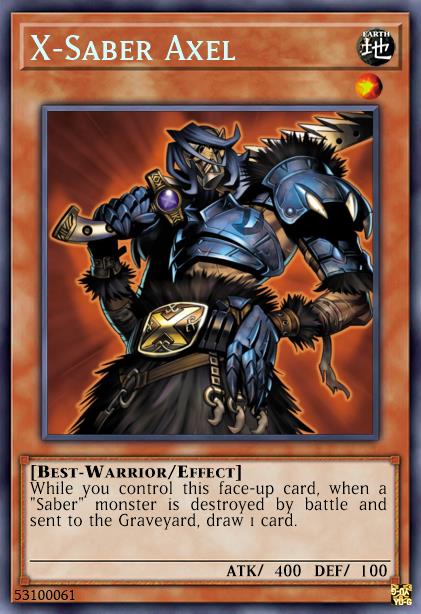 X-Saber Axel
EARTH
地
[Best-Warrior/Effect]
While you control this face-up card, when a
"Saber" monster is destroyed by battle and
sent to the Graveyard, draw 1 card.
ATK/ 400 DEF/ 100
53100061